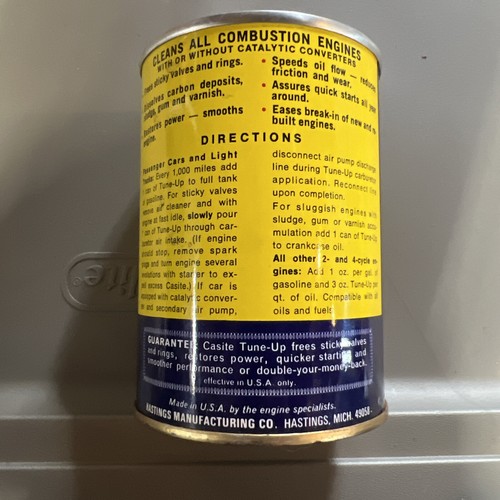 CLEANS ALL COMBUSTION ENGINES
WITH OR WITHOUT CATALYTIC CONVERTERS
sticky valves and rings.
carbon deposits,
gum and varnish.
power — smooths
• Speeds oil flow — reduces
friction and wear.
• Assures quick starts all year
around.
• Eases break-in of new and
built engines.
DIRECTIONS
Passenger Cars and Light
Trucks: Every 1,000 miles add
1 can of Tune-Up to full tank
of gasoline. For sticky valves
remove air cleaner and with
engine at fast idle, slowly pour
1 can of Tune-Up through car-
buretor air intake. (If engine
should stop, remove spark
plugs and turn engine several
revolutions with starter to ex-
pel excess Casite.) If car is
equipped with catalytic conver-
ter and secondary air pump,
disconnect air pump discharge
line during Tune-Up carburetor
application. Reconnect line
upon completion.
For sluggish engines with
sludge, gum or varnish accu-
mulation add 1 can of Tune-Up
to crankcase oil.
All other 2- and 4-cycle en-
gines: Add 1 oz. per gal. of
gasoline and 3 oz. Tune-Up per
qt. of oil. Compatible with all
oils and fuels.
GUARANTEE: Casite Tune-Up frees sticky valves
and rings, restores power, quicker starting and
smoother performance or double-your-money-back.
effective in U.S.A. only.
Made in U.S.A. by the engine specialists.
HASTINGS MANUFACTURING CO. HASTINGS, MICH. 49058
lite®